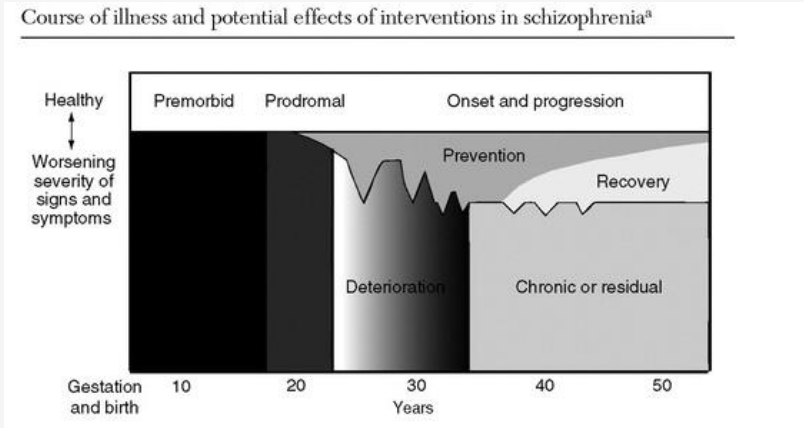 Course of illness and potential effects of interventions in schizophreniaª
Healthy
Premorbid Prodromal Onset and progression
Worsening
severity of
signs and
symptoms
Prevention
Recovery
Deterioration
Chronic or residual
Gestation
and birth
10 20 30 40 50
Years